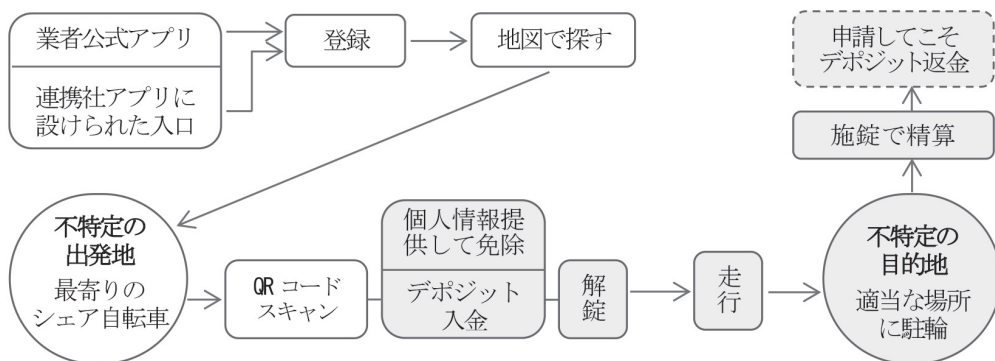 業者公式アプリ
連携社アプリに
設けられた入口
登録
地図で探す
不特定の
出発地
最寄りの
シェア自転車
QRコード
スキャン
個人情報提
供して免除
デポジット
入金
解
錠
走
行
不特定の
目的地
適当な場所
に駐輪
施錠で精算
申請してこそ
デポジット返金